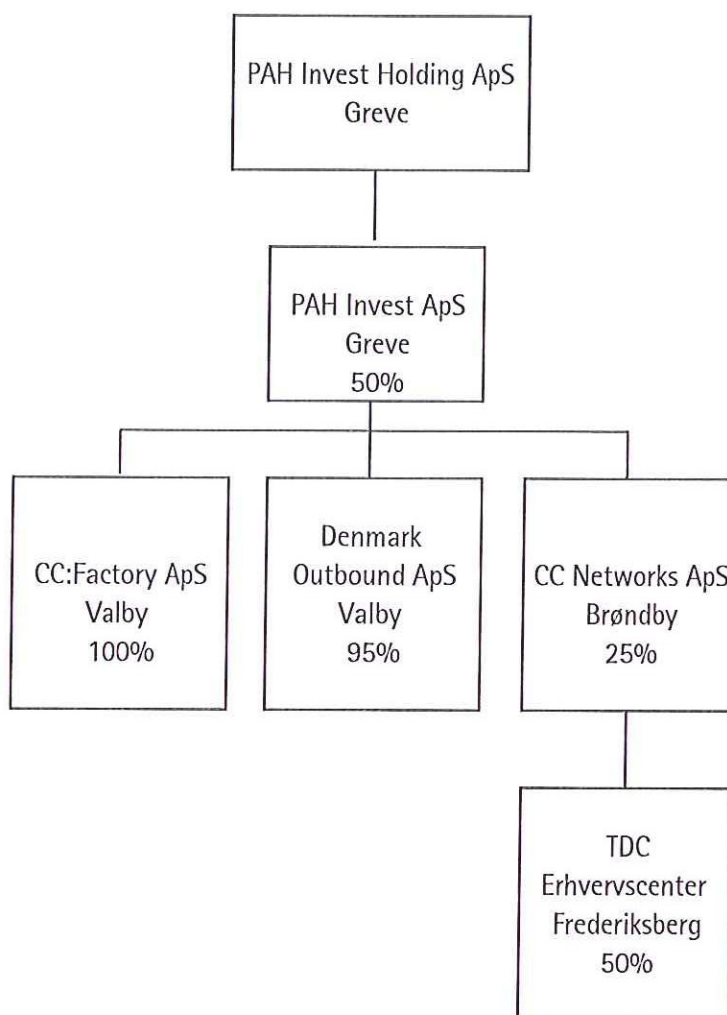 PAH Invest Holding ApS
Greve
PAH Invest ApS
Greve
50%
CC:Factory ApS
Valby
100%
Denmark
Outbound ApS
Valby
95%
CC Networks ApS
Brøndby
25%
TDC
Erhvervscenter
Frederiksberg
50%